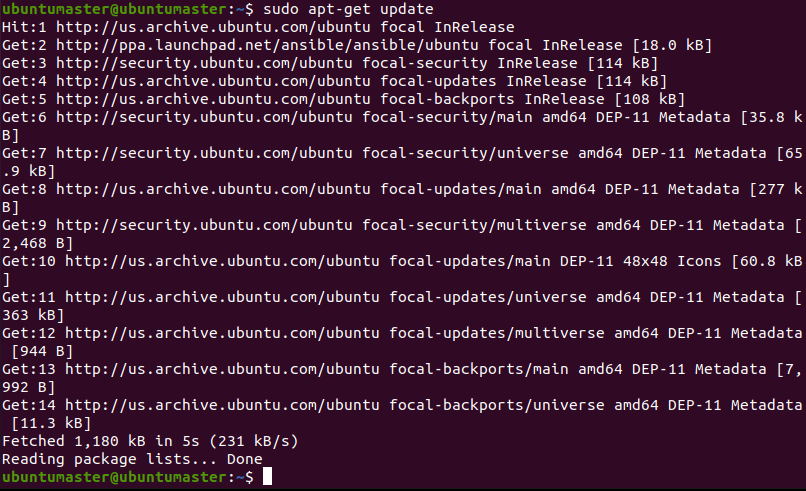 ubuntumaster@ubuntumaster:~$ sudo apt-get update
Hit:1 http://us.archive.ubuntu.com/ubuntu focal InRelease
Get:2 http://ppa.launchpad.net/ansible/ansible/ubuntu focal InRelease [18.0 kB]
Get:3 http://security.ubuntu.com/ubuntu focal-security InRelease [114 kB]
Get:4 http://us.archive.ubuntu.com/ubuntu focal-updates InRelease [114 kB]
Get:5 http://us.archive.ubuntu.com/ubuntu focal-backports InRelease [108 kB]
Get:6 http://security.ubuntu.com/ubuntu focal-security/main amd64 DEP-11 Metadata [35.8 k
B]
Get:7 http://security.ubuntu.com/ubuntu focal-security/universe amd64 DEP-11 Metadata [65
.9 kB]
Get:8 http://us.archive.ubuntu.com/ubuntu focal-updates/main amd64 DEP-11 Metadata [277 k
B]
Get:9 http://security.ubuntu.com/ubuntu focal-security/multiverse amd64 DEP-11 Metadata [
2,468 B]
Get:10 http://us.archive.ubuntu.com/ubuntu focal-updates/main DEP-11 48x48 Icons [60.8 kB
]
Get:11 http://us.archive.ubuntu.com/ubuntu focal-updates/universe amd64 DEP-11 Metadata [
363 kB]
Get:12 http://us.archive.ubuntu.com/ubuntu focal-updates/multiverse amd64 DEP-11 Metadata
 [944 B]
Get:13 http://us.archive.ubuntu.com/ubuntu focal-backports/main amd64 DEP-11 Metadata [7,
992 B]
Get:14 http://us.archive.ubuntu.com/ubuntu focal-backports/universe amd64 DEP-11 Metadata
 [11.3 kB]
Fetched 1,180 kB in 5s (231 kB/s)
Reading package lists... Done
ubuntumaster@ubuntumaster:~$